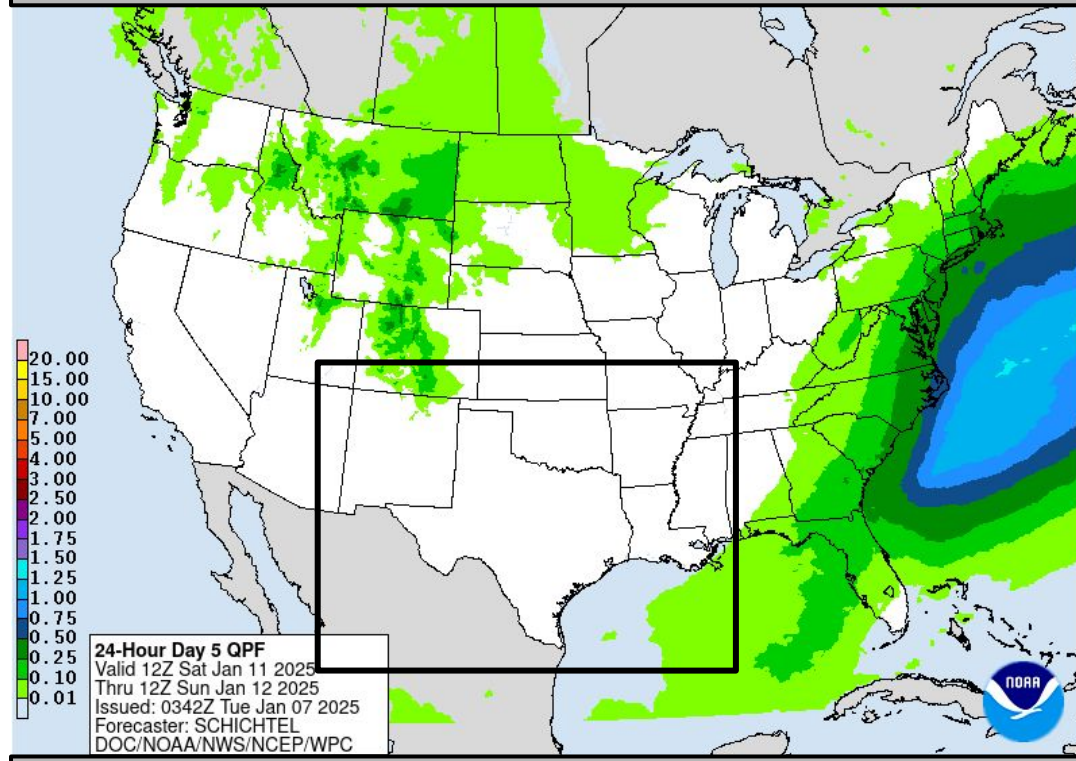 20.00
15.00
10.00
7.00
5.00
4.00
3.00
2.50
2.00
1.75
1.50
1.25
1.00
0.75
0.50
0.25
0.10
0.01
24-Hour Day 5 QPF
Valid 12Z Sat Jan 11 2025
Thru 12Z Sun Jan 12 2025
Issued: 0342Z Tue Jan 07 2025
Forecaster: SCHICHTEL
DOC/NOAA/NWS/NCEP/WPC
NOAA